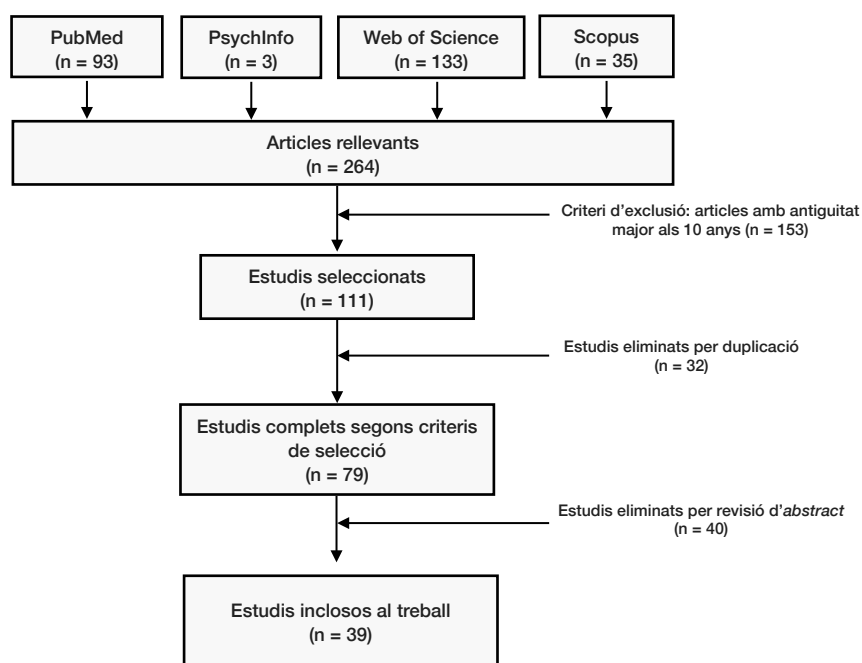 PubMed
(n = 93)
PsychInfo
(n = 3)
Web of Science
(n = 133)
Scopus
(n = 35)
Articles rellevants
(n = 264)
Criteri d’exclusió: articles amb antiguitat
major als 10 anys (n = 153)
Estudis seleccionats
(n = 111)
Estudis eliminats per duplicació
(n = 32)
Estudis complets segons criteris
de selecció
(n = 79)
Estudis eliminats per revisió d’abstract
(n = 40)
Estudis inclosos al treball
(n = 39)